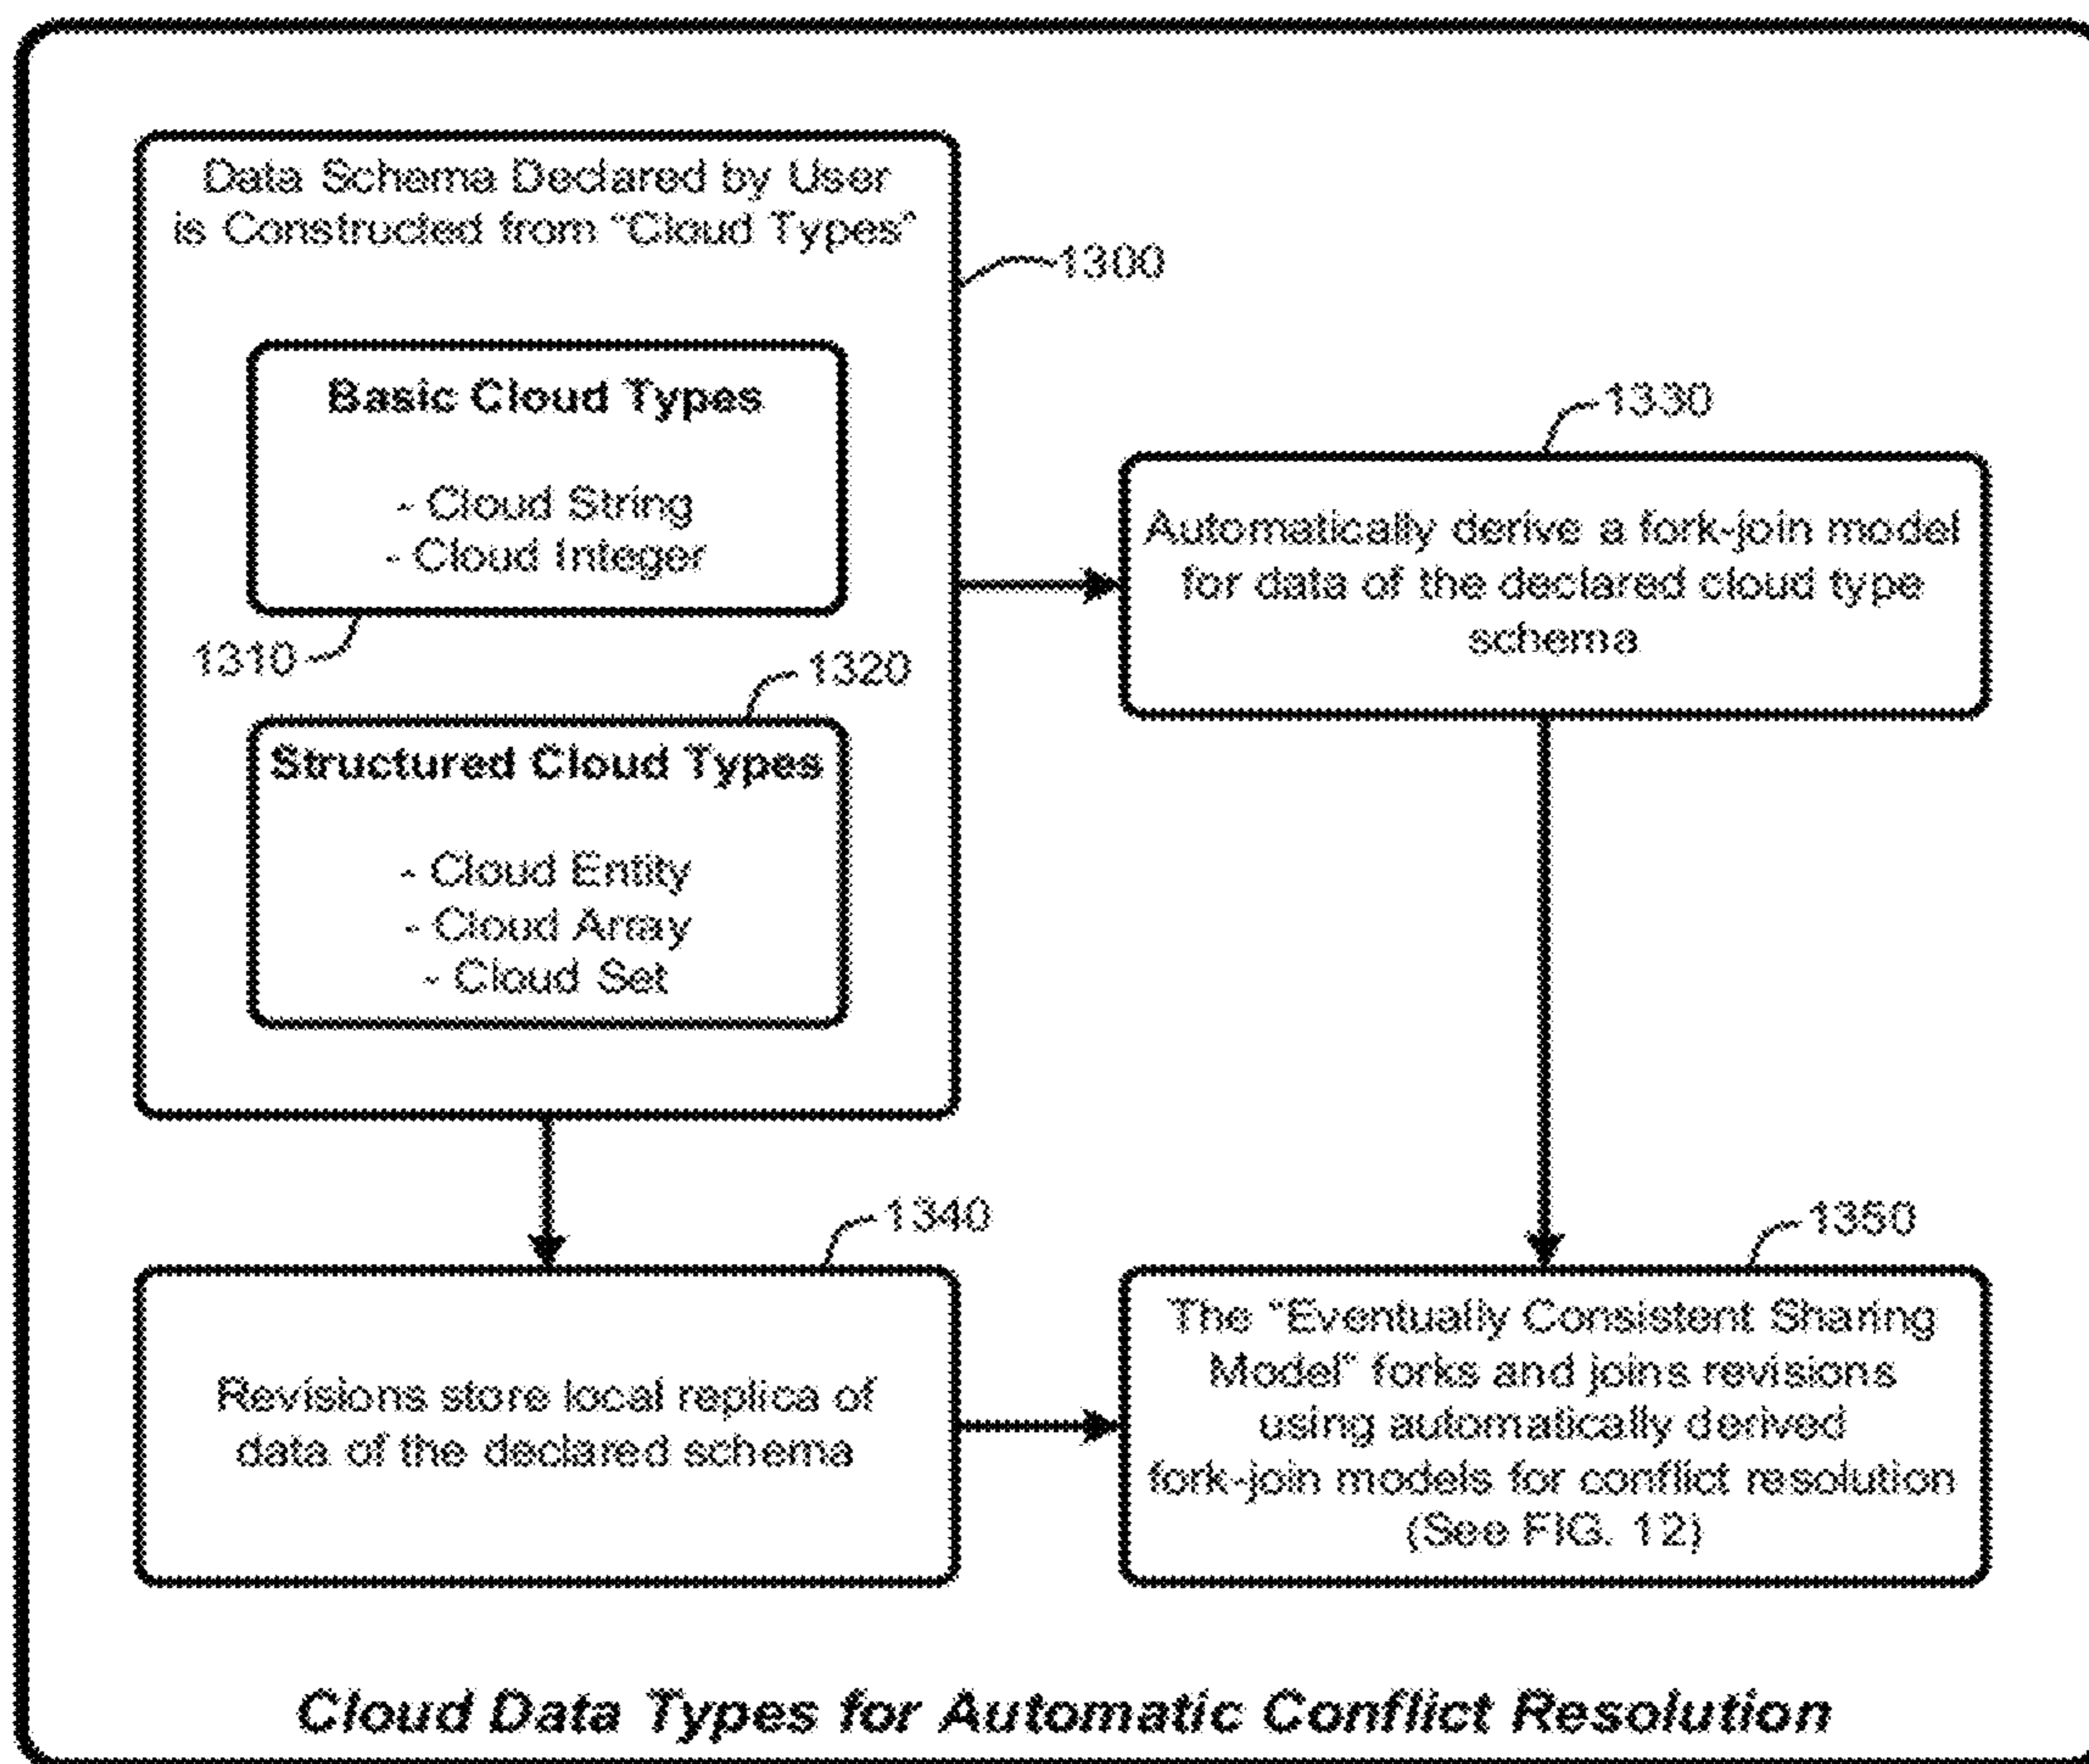 Data Schema Declared by User
is Constructed from "Cloud Types"
1300
Basic Cloud Types
- Cloud String
- Cloud Integer
1310
1320
Structured Cloud Types
- Cloud Entity
- Cloud Array
- Cloud Set
1330
Automatically derive a fork-join model
for data of the declared cloud type
schema
1340
Revisions store local replica of
data of the declared schema
1350
The "Eventually Consistent Sharing
Model" forks and joins revisions
using automatically derived
fork-join models for conflict resolution
(See FIG. 12)
Cloud Data Types for Automatic Conflict Resolution